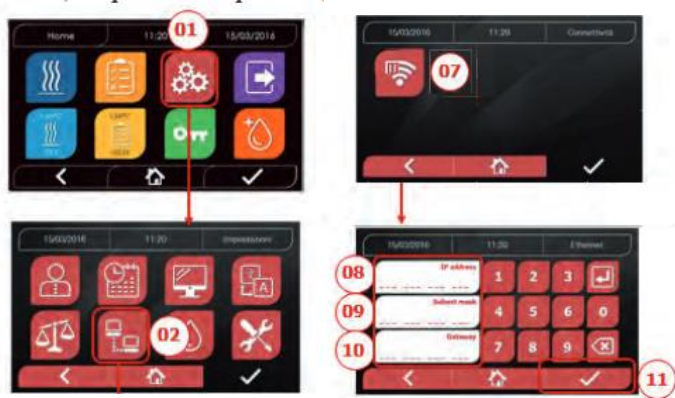 01
Home 11:20 15/03/2016
02
15/03/2016 11:20 Impostazioni
A
07
15/03/2016 11:20 Connettività
15/03/2016 11:20 Ethernet
08 IP address 1 2 3
09 Subnet mask 4 5 6 0
10 Gateway 7 8 9
11